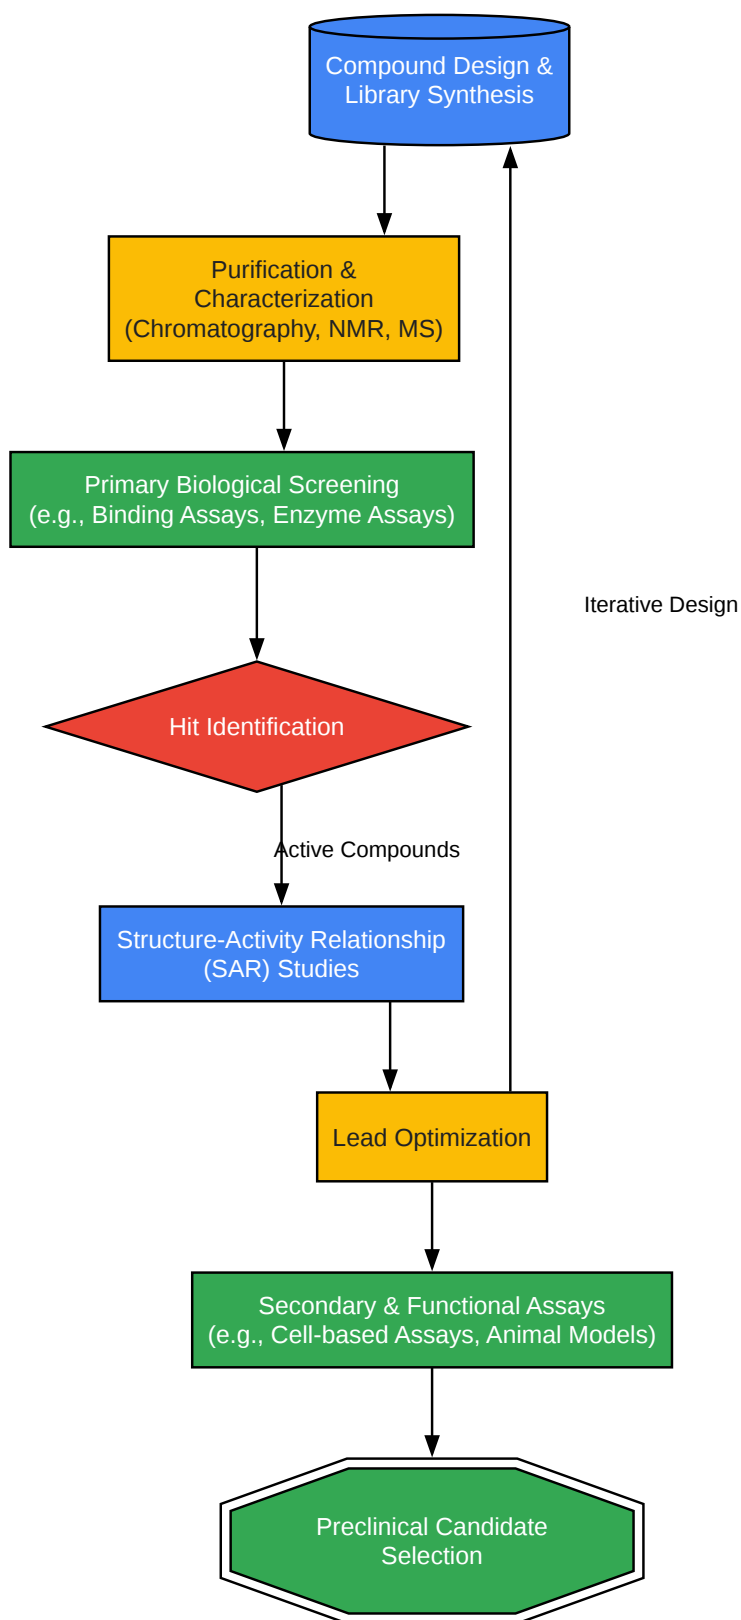 Compound Design &
Library Synthesis
Purification &
Characterization
(Chromatography, NMR, MS)
Primary Biological Screening
(e.g., Binding Assays, Enzyme Assays)
Iterative Design
Hit Identification
Active Compounds
Structure-Activity Relationship
(SAR) Studies
Lead Optimization
Secondary & Functional Assays
(e.g., Cell-based Assays, Animal Models)
Preclinical Candidate
Selection